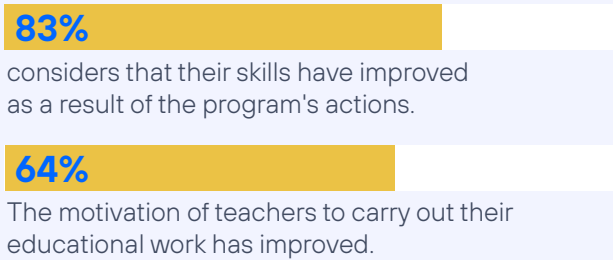 83%
considers that their skills have improved
as a result of the program's actions.
64%
The motivation of teachers to carry out their
educational work has improved.